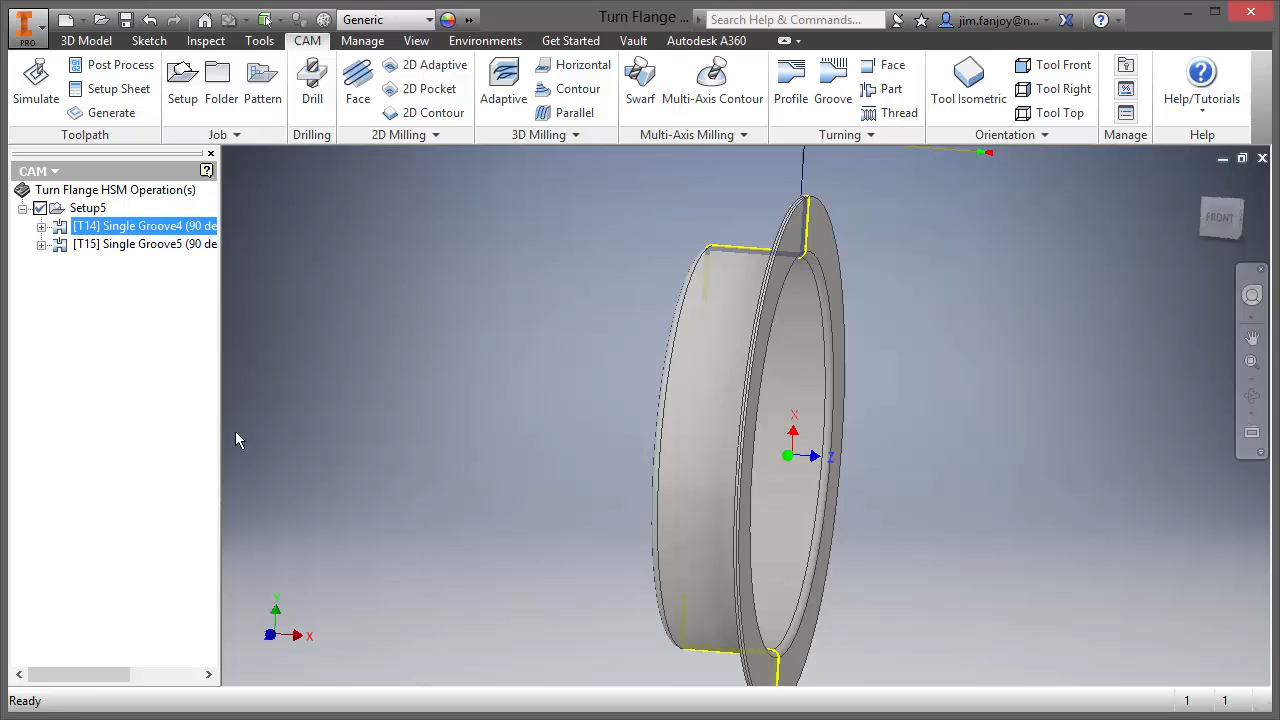 PRO
Generic
Turn Flange ...
Search Help & Commands...
jim.fanjoy@n...
3D Model
Sketch
Inspect
Tools
CAM
Manage
View
Environments
Get Started
Vault
Autodesk A360
Simulate
Post Process
Setup Sheet
Generate
Toolpath
Setup
Folder
Pattern
Job
Drill
Drilling
Face
2D Adaptive
2D Pocket
2D Contour
2D Milling
Adaptive
Horizontal
Contour
Parallel
3D Milling
Swarf
Multi-Axis Contour
Multi-Axis Milling
Profile
Groove
Face
Part
Thread
Turning
Tool Isometric
Tool Front
Tool Right
Tool Top
Orientation
Manage
Help/Tutorials
Help
CAM
Turn Flange HSM Operation(s)
Setup5
[T14] Single Groove4 (90 de
[T15] Single Groove5 (90 de
FRONT
X
Z
Y
X
Ready
1 1